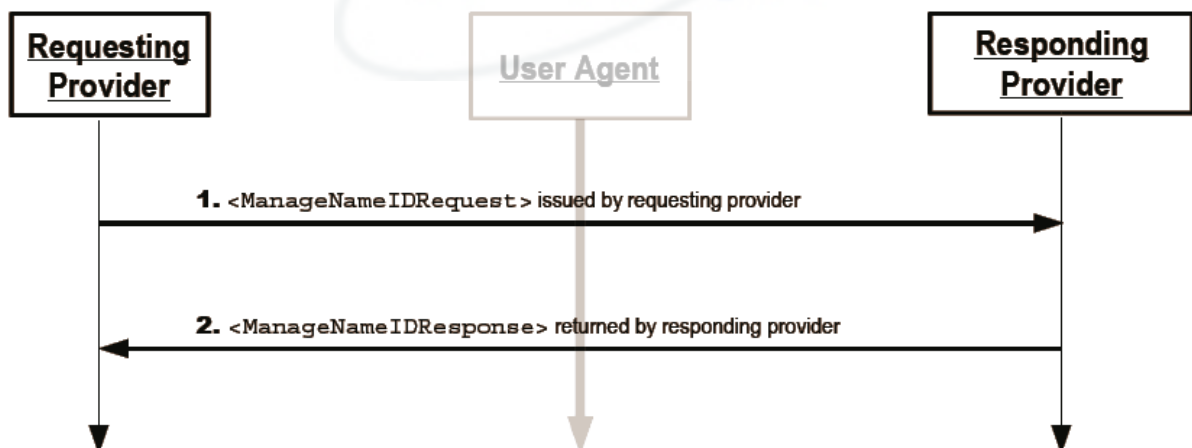 Requesting
Provider
User Agent
Responding
Provider
1. <ManageNameIDRequest> issued by requesting provider
2. <ManageNameIDResponse> returned by responding provider